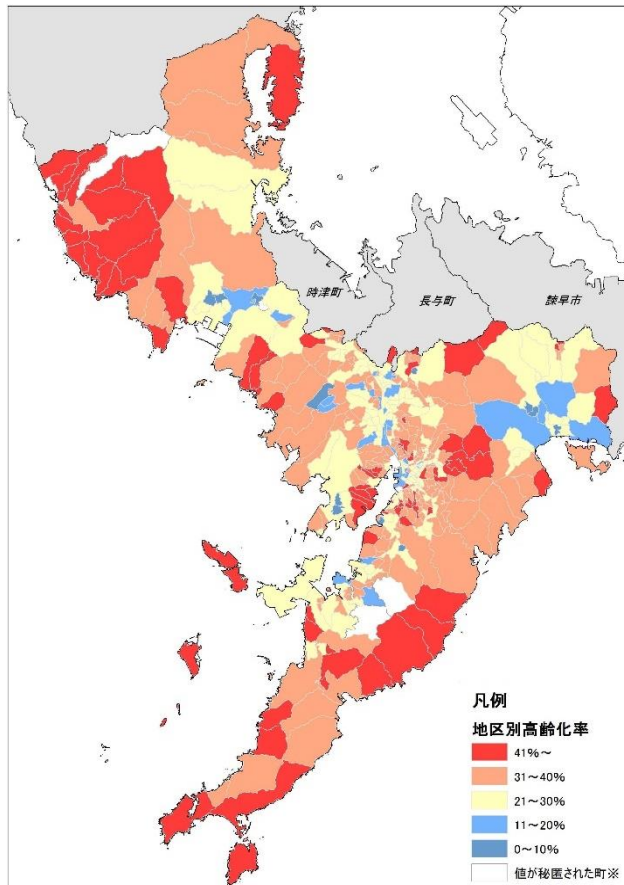 時津町
長与町
諫早市
凡例
地区別高齢化率
41%~
31~40%
21~30%
11~20%
0~10%
値が秘匿された町※